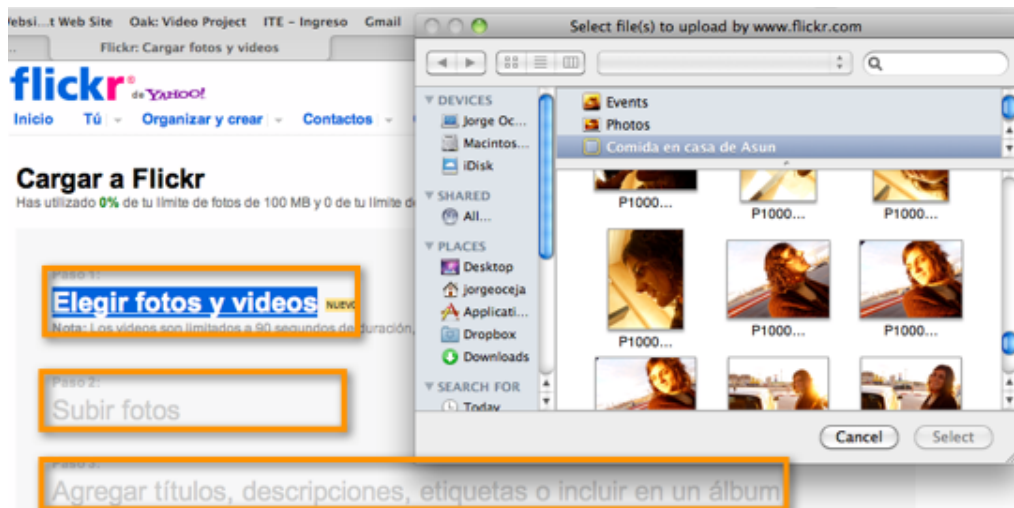 Websi...t Web Site Oak: Video Project ITE – Ingreso Gmail
... Flickr: Cargar fotos y videos
flickr® de YAHOO!
Inicio Tú Organizar y crear Contactos
Cargar a Flickr
Has utilizado 0% de tu límite de fotos de 100 MB y 0 de tu límite d
Paso 1:
Elegir fotos y videos NUEVO
Nota: Los videos son limitados a 90 segundos de duración,
Paso 2:
Subir fotos
Paso 3:
Agregar títulos, descripciones, etiquetas o incluir en un álbum
Select file(s) to upload by www.flickr.com
DEVICES
Jorge Oc...
Macintos...
iDisk
SHARED
All...
PLACES
Desktop
jorgeoceja
Applicati...
Dropbox
Downloads
SEARCH FOR
Today
Events
Photos
Comida en casa de Asun
P1000... P1000... P1000...
P1000... P1000... P1000...
Cancel Select